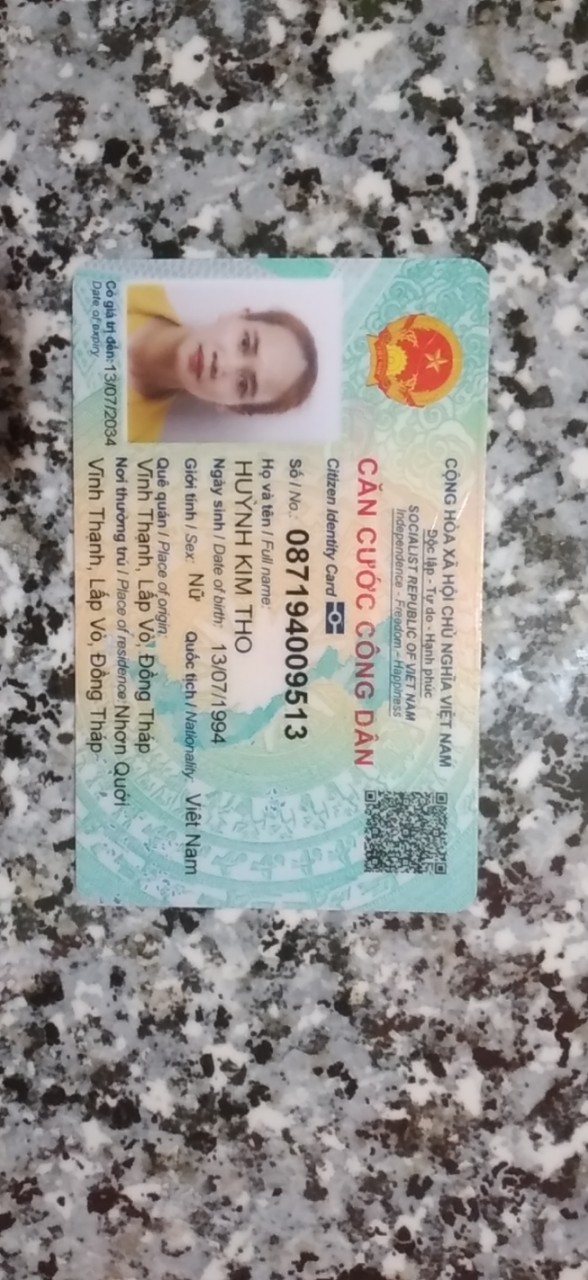 CỘNG HÒA XÃ HỘI CHỦ NGHĨA VIỆT NAM
Độc lập - Tự do - Hạnh phúc
SOCIALIST REPUBLIC OF VIET NAM
Independence - Freedom - Happiness
CĂN CƯỚC CÔNG DÂN
Citizen Identity Card
Số / No.: 087194009513
Họ và tên / Full name:
HUỲNH KIM THO
Ngày sinh / Date of birth: 13/07/1994
Giới tính / Sex: Nữ Quốc tịch / Nationality: Việt Nam
Quê quán / Place of origin:
Vĩnh Thạnh, Lấp Vò, Đồng Tháp
Nơi thường trú / Place of residence: Nhơn Quới
Vĩnh Thạnh, Lấp Vò, Đồng Tháp
Có giá trị đến: 13/07/2034
Date of expiry